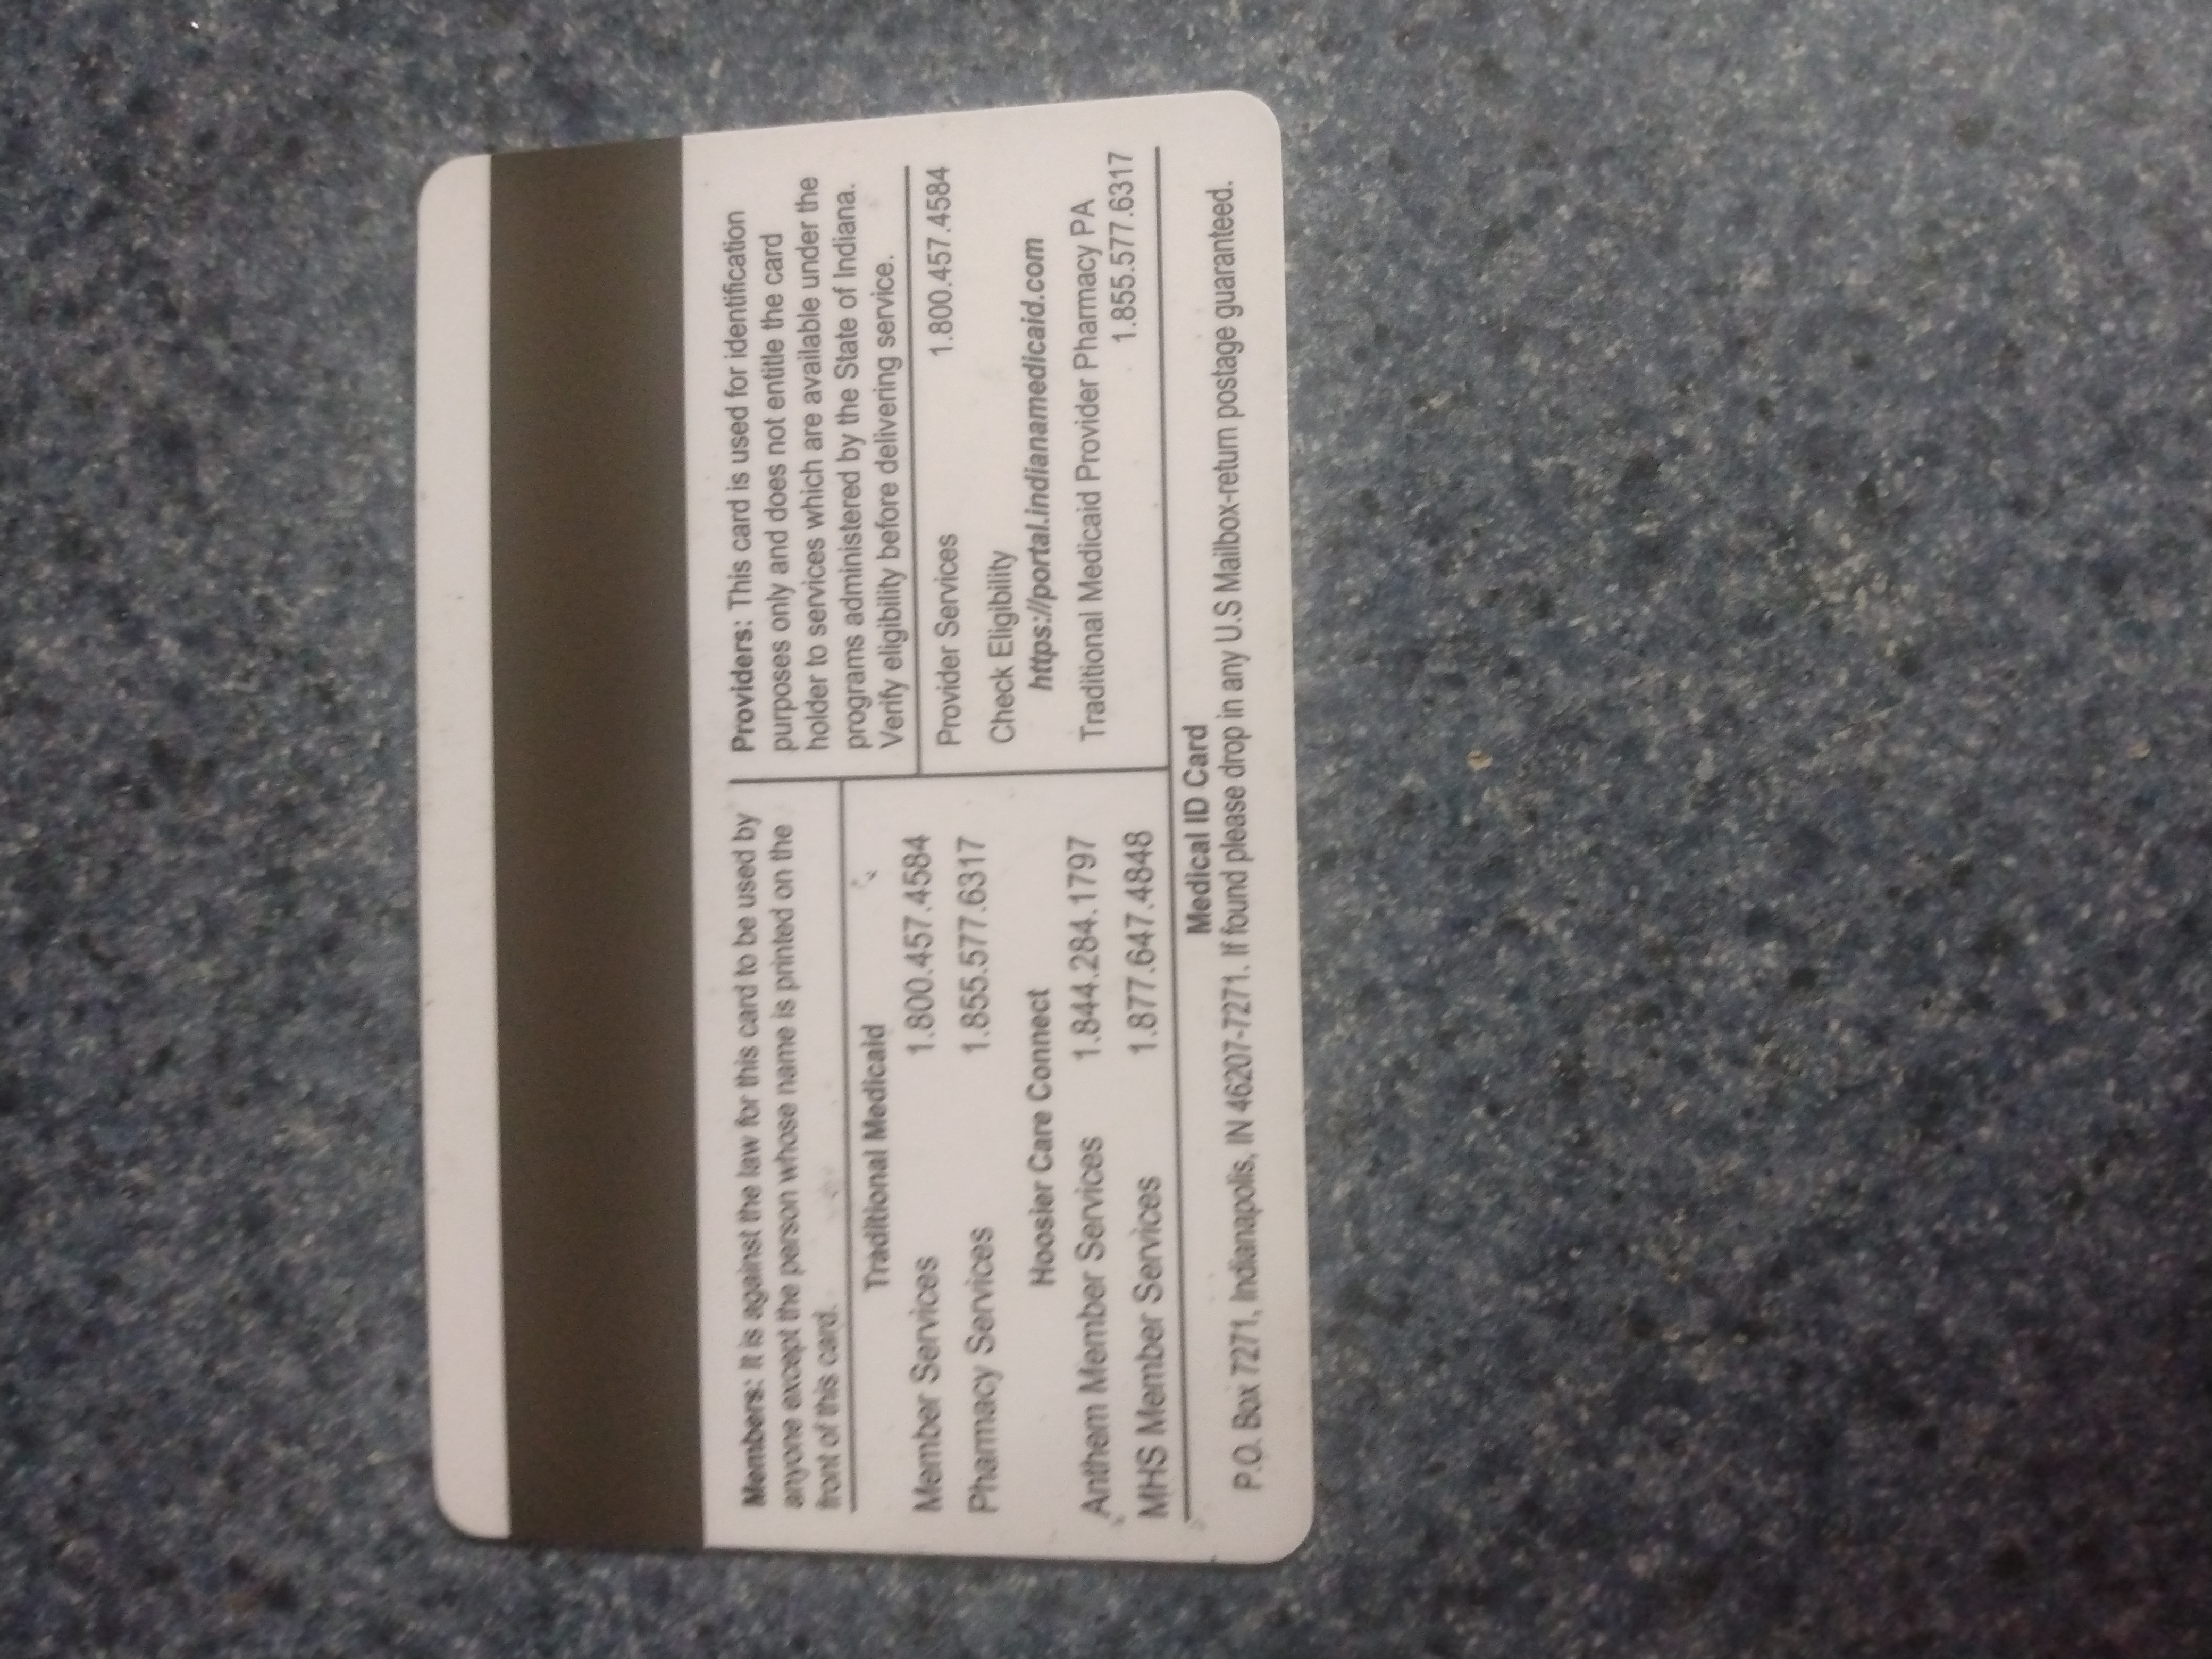 Members: It is against the law for this card to be used by
anyone except the person whose name is printed on the
front of this card.
Traditional Medicaid
Member Services 1.800.457.4584
Pharmacy Services 1.855.577.6317
Hoosier Care Connect
Anthem Member Services 1.844.284.1797
MHS Member Services 1.877.647.4848
Providers: This card is used for identification
purposes only and does not entitle the card
holder to services which are available under the
programs administered by the State of Indiana.
Verify eligibility before delivering service.
Provider Services 1.800.457.4584
Check Eligibility
https://portal.indianamedicaid.com
Traditional Medicaid Provider Pharmacy PA
1.855.577.6317
Medical ID Card
P.O. Box 7271, Indianapolis, IN 46207-7271. If found please drop in any U.S Mailbox-return postage guaranteed.